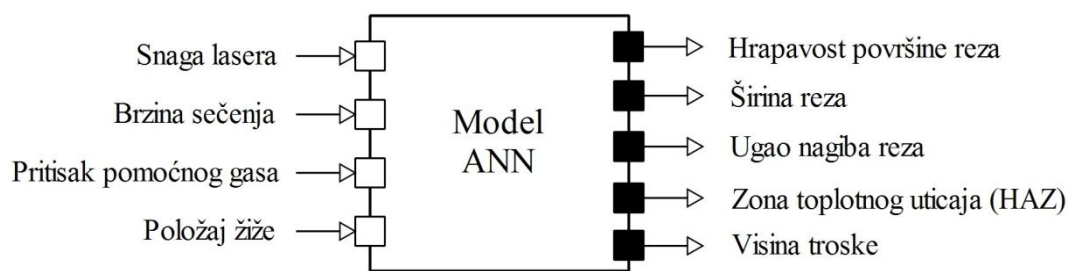 Snaga lasera
Brzina sečenja
Pritisak pomoćnog gasa
Položaj žiže
Model
ANN
Hrapavost površine reza
Širina reza
Ugao nagiba reza
Zona toplotnog uticaja (HAZ)
Visina troske